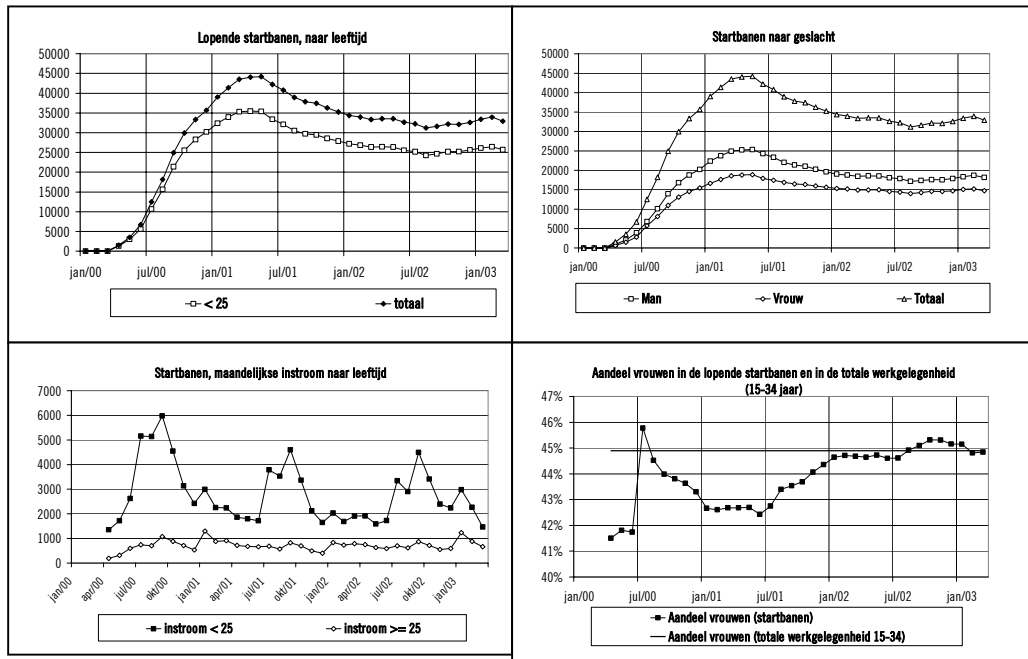 Lopende startbanen, naar leeftijd
50000
45000
40000
35000
30000
25000
20000
15000
10000
5000
0
jan/00 jul/00 jan/01 jul/01 jan/02 jul/02 jan/03
< 25 totaal
Startbanen naar geslacht
50000
45000
40000
35000
30000
25000
20000
15000
10000
5000
0
jan/00 jul/00 jan/01 jul/01 jan/02 jul/02 jan/03
Man Vrouw Totaal
Startbanen, maandelijkse instroom naar leeftijd
7000
6000
5000
4000
3000
2000
1000
0
jan/00 apr/00 jul/00 okt/00 jan/01 apr/01 jul/01 okt/01 jan/02 apr/02 jul/02 okt/02 jan/03
instroom < 25 instroom >= 25
Aandeel vrouwen in de lopende startbanen en in de totale werkgelegenheid
(15-34 jaar)
47%
46%
45%
44%
43%
42%
41%
40%
jan/00 jul/00 jan/01 jul/01 jan/02 jul/02 jan/03
Aandeel vrouwen (startbanen)
Aandeel vrouwen (totale werkgelegenheid 15-34)